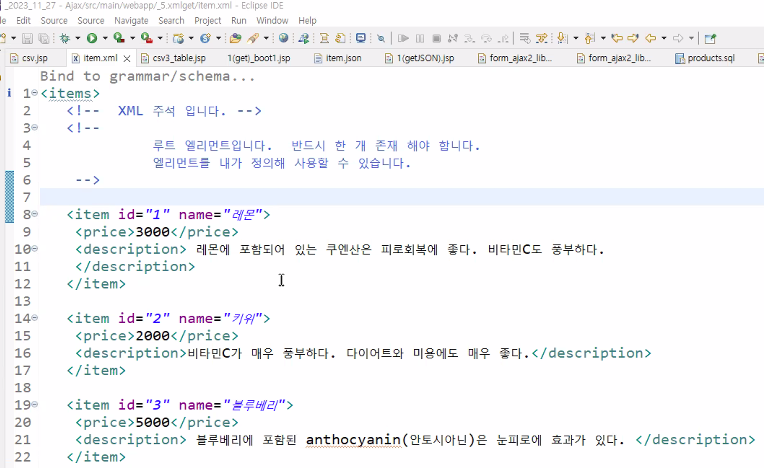 _2023_11_27 - Ajax/src/main/webapp/_5.xmlget/item.xml - Eclipse IDE
Edit Source Source Navigate Search Project Run Window Help
csv.jsp item.xml csv3_table.jsp 1(get)_boot1.jsp item.json 1(getJSON).jsp form_ajax2_lib... form_ajax2_lib... products.sql
Bind to grammar/schema...
1 <items>
2 <!-- XML 주석 입니다. -->
3 <!--
4 루트 엘리먼트입니다. 반드시 한 개 존재 해야 합니다.
5 엘리먼트를 내가 정의해 사용할 수 있습니다.
6 -->
7
8 <item id="1" name="레몬">
9 <price>3000</price>
10 <description> 레몬에 포함되어 있는 쿠엔산은 피로회복에 좋다. 비타민C도 풍부하다.
11 </description>
12 </item>
13
14 <item id="2" name="키위">
15 <price>2000</price>
16 <description>비타민C가 매우 풍부하다. 다이어트와 미용에도 매우 좋다.</description>
17 </item>
18
19 <item id="3" name="블루베리">
20 <price>5000</price>
21 <description> 블루베리에 포함된 anthocyanin(안토시아닌)은 눈피로에 효과가 있다. </description>
22 </item>